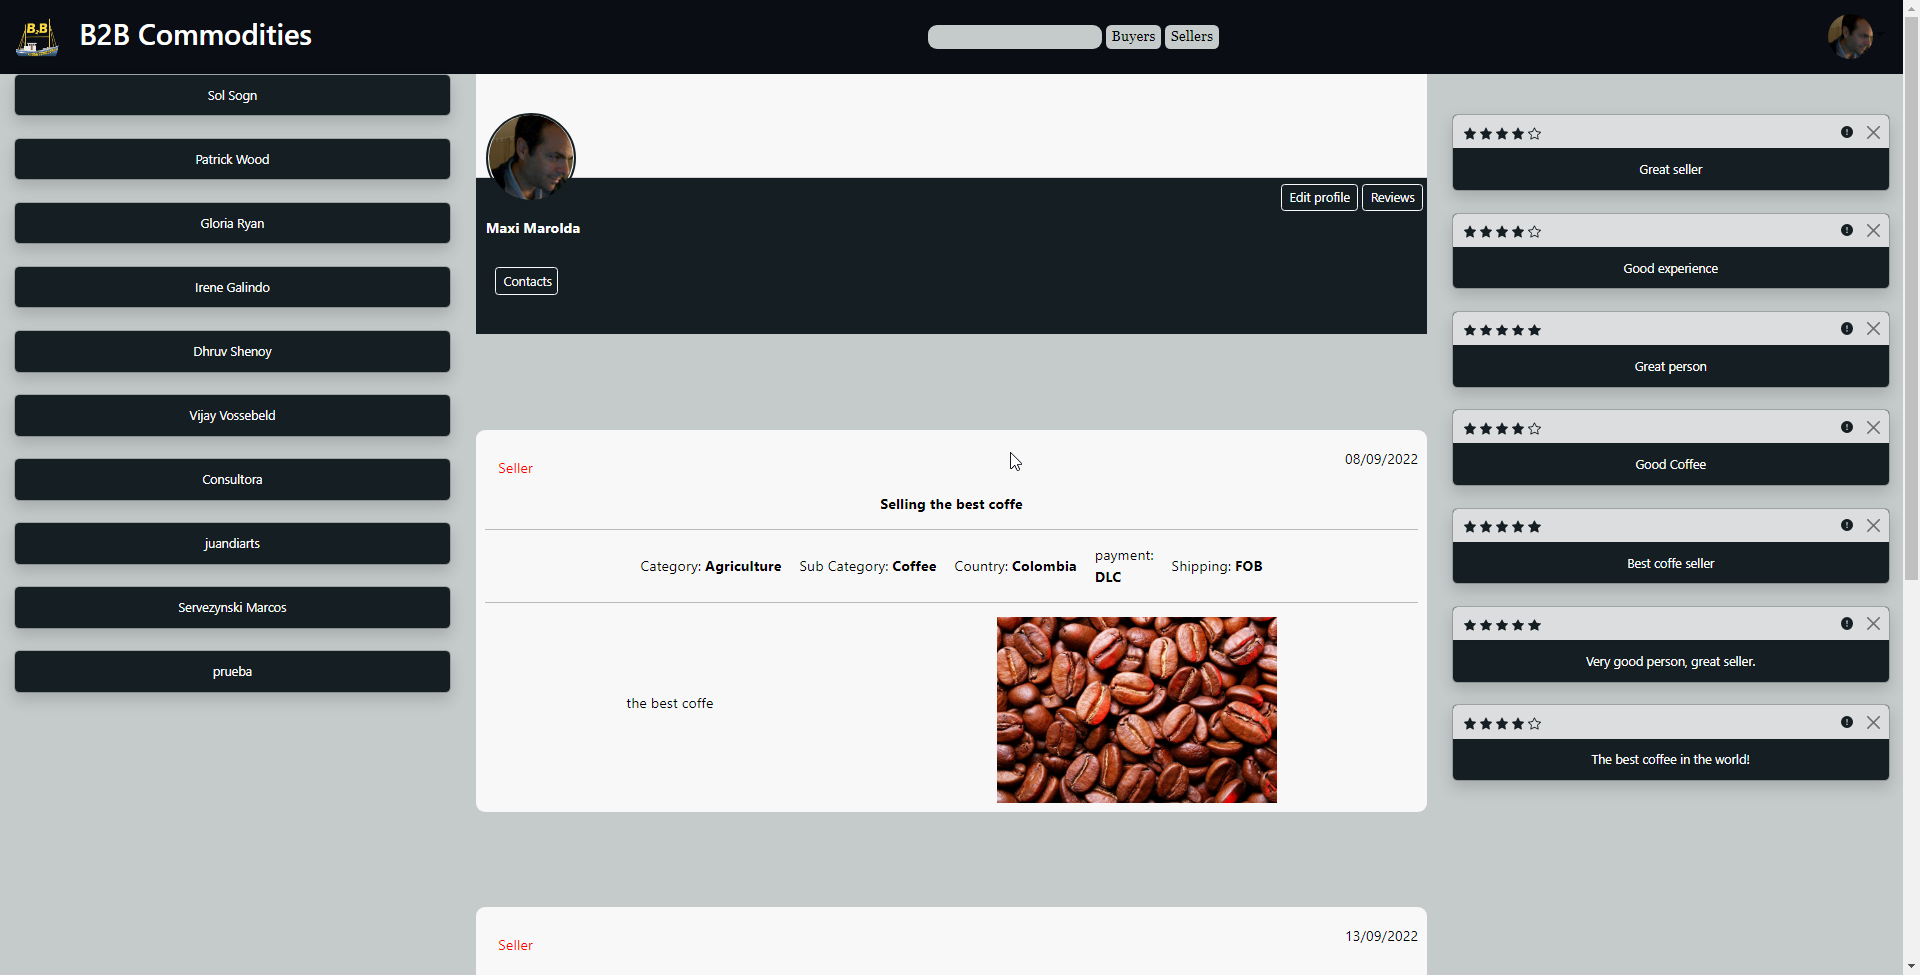 B2B B2B Commodities
Buyers Sellers
Sol Sogn
Patrick Wood
Gloria Ryan
Irene Galindo
Dhruv Shenoy
Vijay Vossebeld
Consultora
juandiarts
Servezynski Marcos
prueba
Edit profile Reviews
Maxi Marolda
Contacts
Seller 08/09/2022
Selling the best coffe
Category: Agriculture Sub Category: Coffee Country: Colombia payment: DLC Shipping: FOB
the best coffe
Seller 13/09/2022
Great seller
Good experience
Great person
Good Coffee
Best coffe seller
Very good person, great seller.
The best coffee in the world!